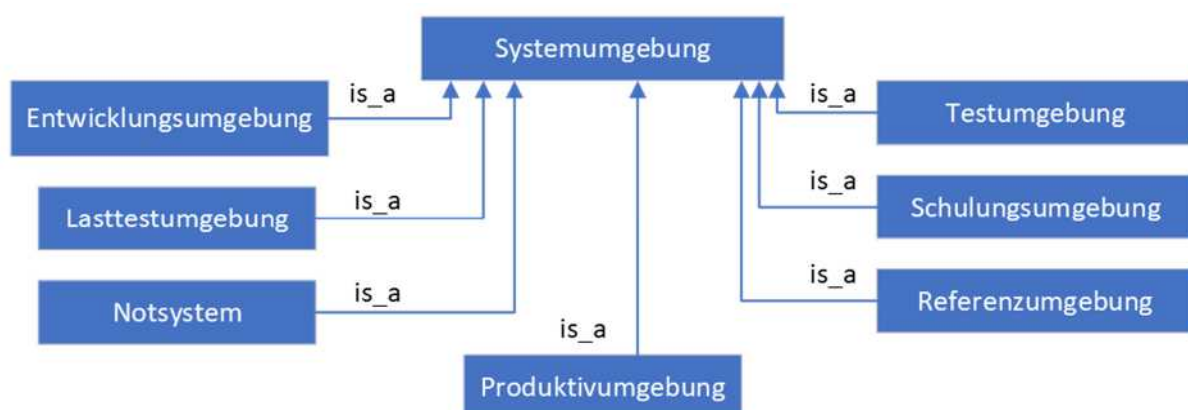 Systemumgebung
is_a
Entwicklungsumgebung
is_a
Testumgebung
is_a
Lasttestumgebung
is_a
Schulungsumgebung
is_a
Notsystem
is_a
Referenzumgebung
is_a
Produktivumgebung